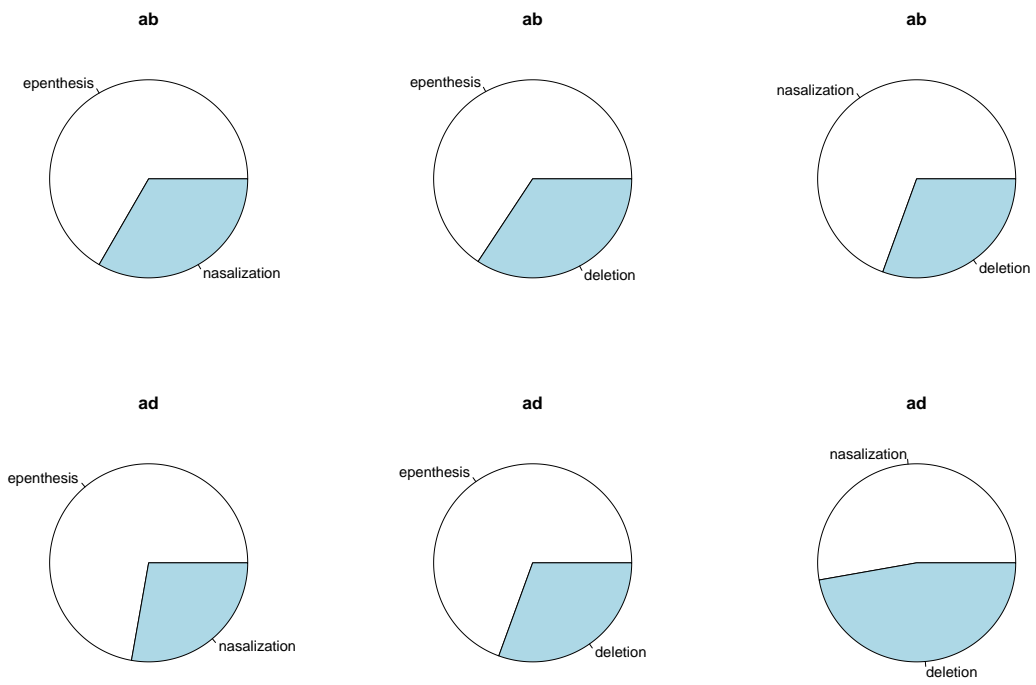 ab
epenthesis
nasalization
ab
epenthesis
deletion
ab
nasalization
deletion
ad
epenthesis
nasalization
ad
epenthesis
deletion
ad
nasalization
deletion